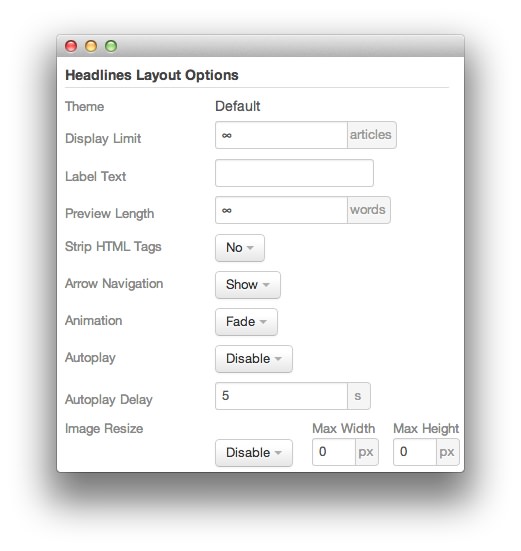 Headlines Layout Options
Theme Default
Display Limit ∞ articles
Label Text
Preview Length ∞ words
Strip HTML Tags No
Arrow Navigation Show
Animation Fade
Autoplay Disable
Autoplay Delay 5 s
Image Resize Max Width Max Height
Disable 0 px 0 px